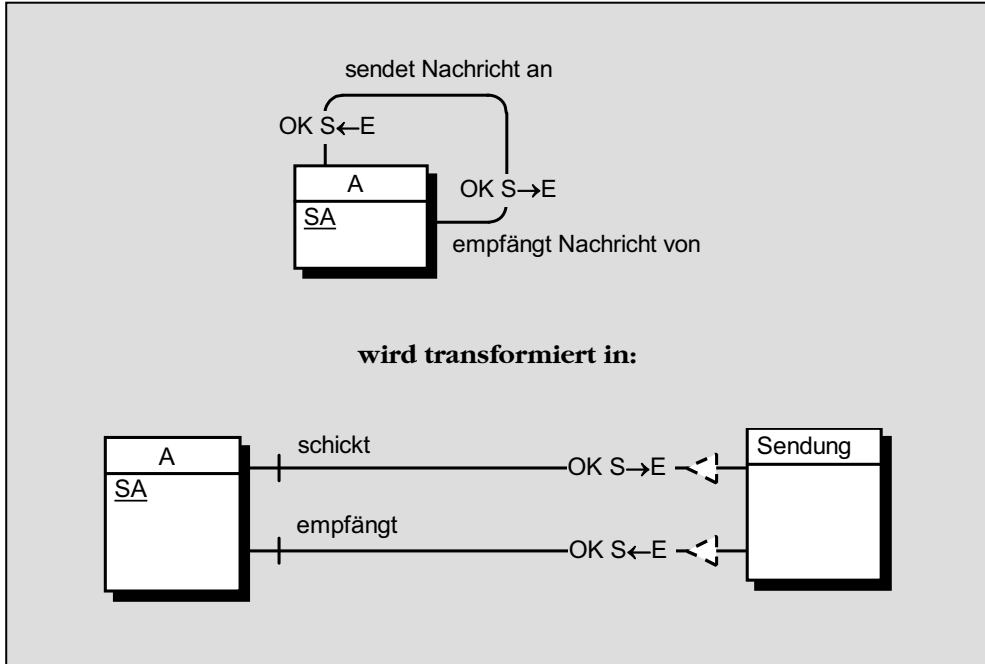 sendet Nachricht an
OK S←E
A
OK S→E
SA
empfängt Nachricht von
wird transformiert in:
schickt
Sendung
A
OK S→E
SA
empfängt
OK S←E